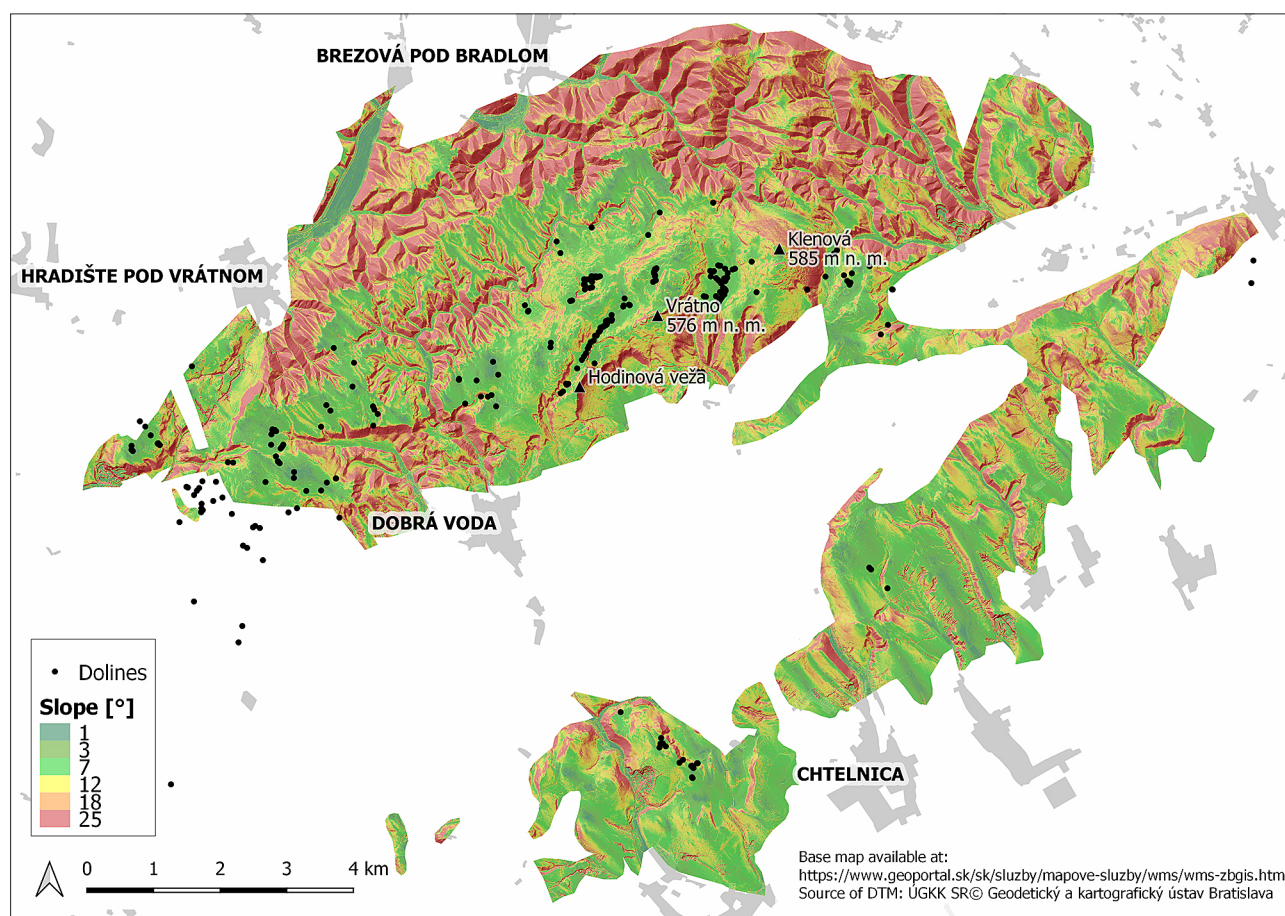 BREZOVÁ POD BRADLOM
Klenová
585 m n. m.
HRADIŠTE POD VRÁTNOM
Vrátno
576 m n. m.
Hodinová veža
DOBRÁ VODA
CHTELNICA
Dolines
Slope [°]
1
3
7
12
18
25
0 1 2 3 4 km
Base map available at:
https://www.geoportal.sk/sk/sluzby/mapove-sluzby/wms/wms-zbgis.htm
Source of DTM: ÚGKK SR© Geodetický a kartografický ústav Bratislava